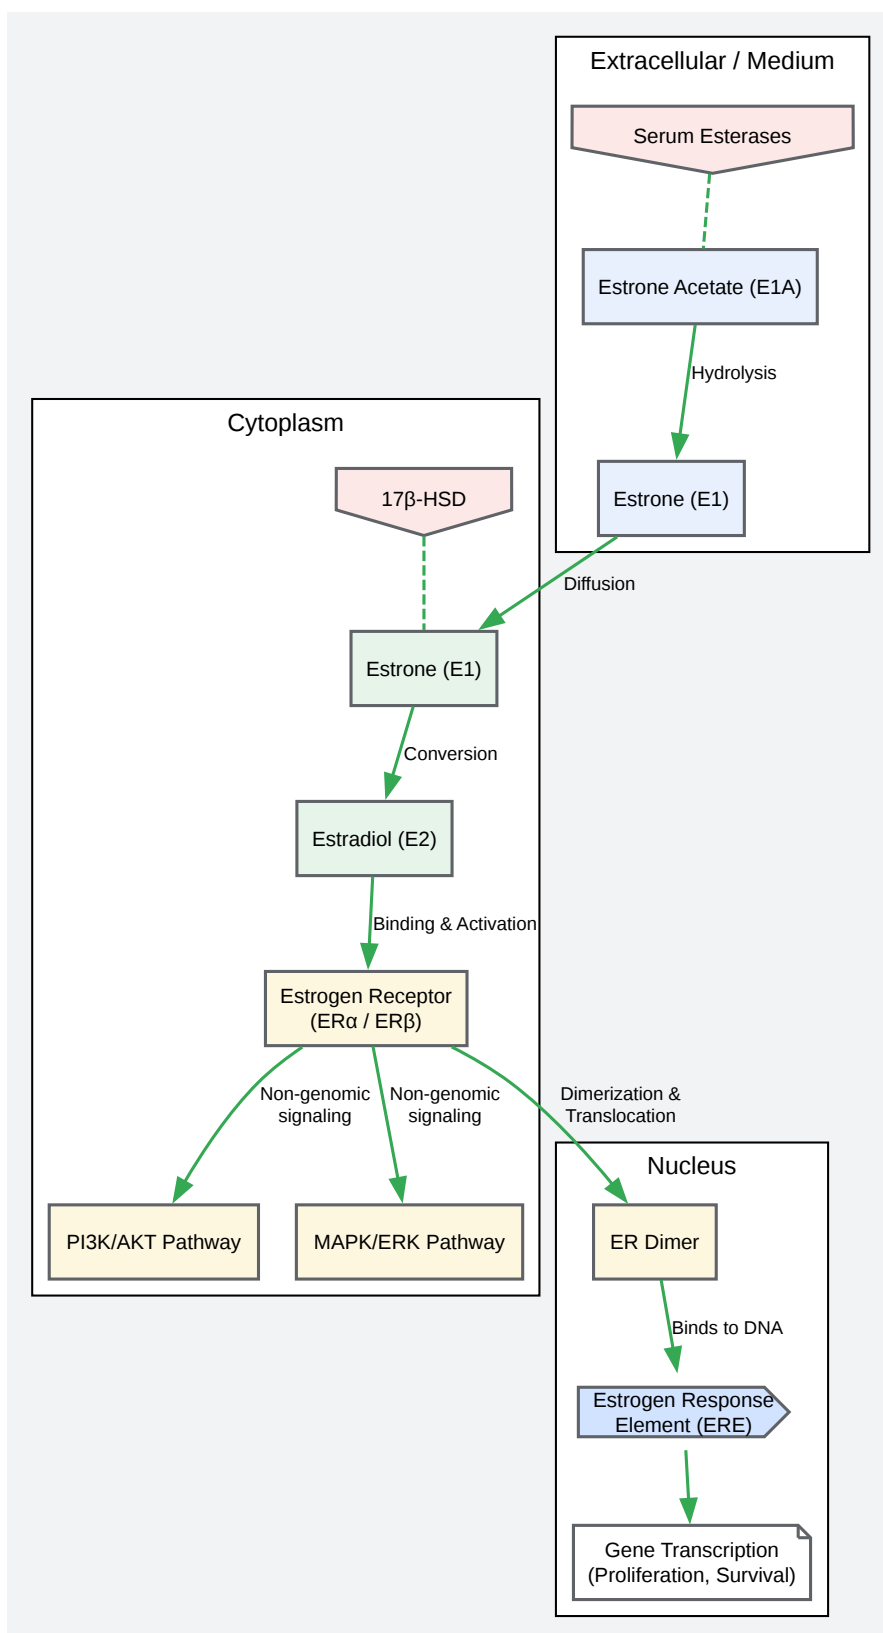 Extracellular / Medium
Serum Esterases
Estrone Acetate (E1A)
Hydrolysis
Estrone (E1)
Diffusion
Cytoplasm
17β-HSD
Estrone (E1)
Conversion
Estradiol (E2)
Binding & Activation
Estrogen Receptor
(ERα / ERβ)
Non-genomic
signaling
Non-genomic
signaling
Dimerization &
Translocation
PI3K/AKT Pathway
MAPK/ERK Pathway
Nucleus
ER Dimer
Binds to DNA
Estrogen Response
Element (ERE)
Gene Transcription
(Proliferation, Survival)